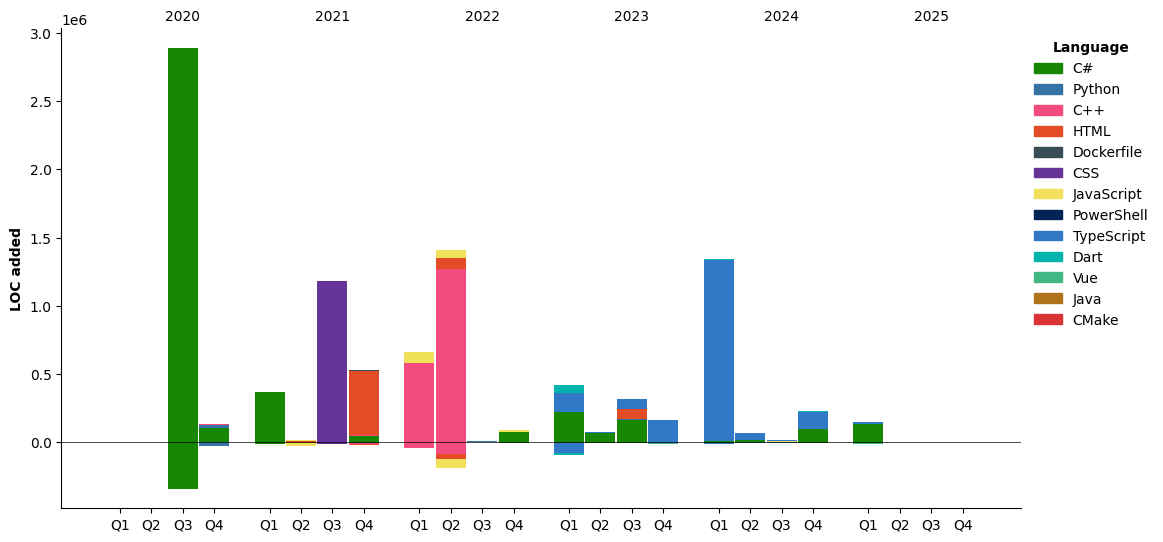 1e6
2020 2021 2022 2023 2024 2025
3.0
2.5
2.0
1.5
1.0
0.5
0.0
LOC added
Q1 Q2 Q3 Q4 Q1 Q2 Q3 Q4 Q1 Q2 Q3 Q4 Q1 Q2 Q3 Q4 Q1 Q2 Q3 Q4 Q1 Q2 Q3 Q4
Language
C#
Python
C++
HTML
Dockerfile
CSS
JavaScript
PowerShell
TypeScript
Dart
Vue
Java
CMake